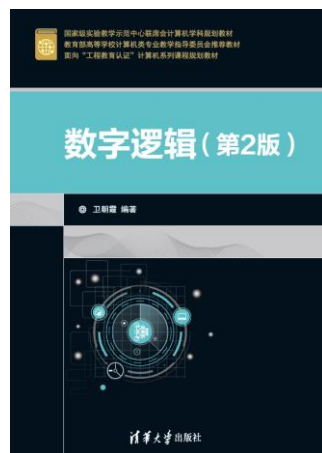 国家级实验教学示范中心联席会计算机学科规划教材
教育部高等学校计算机类专业教学指导委员会推荐教材
面向“工程教育认证”计算机系列课程规划教材
数字逻辑(第2版)
卫朝霞 编著
清华大学出版社